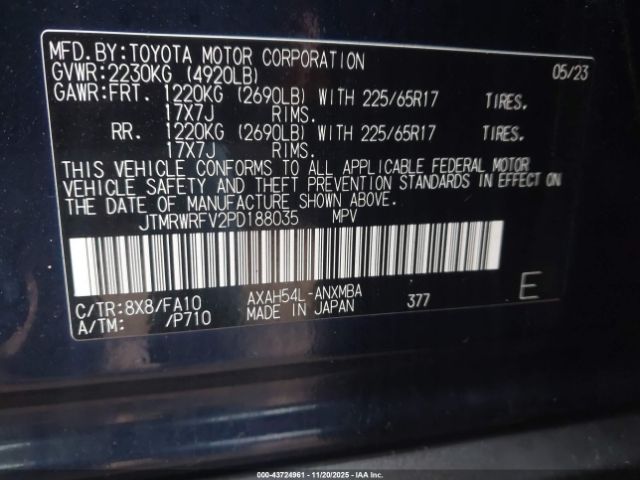 MFD.BY:TOYOTA MOTOR CORPORATION
GVWR:2230KG (4920LB) 05/23
GAWR:FRT. 1220KG (2690LB) WITH 225/65R17 TIRES.
17X7J RIMS.
RR. 1220KG (2690LB) WITH 225/65R17 TIRES.
17X7J RIMS.
THIS VEHICLE CONFORMS TO ALL APPLICABLE FEDERAL MOTOR
VEHICLE SAFETY AND THEFT PREVENTION STANDARDS IN EFFECT ON
THE DATE OF MANUFACTURE SHOWN ABOVE.
JTMRWRFV2PD188035 MPV
C/TR:8X8/FA10 AXAH54L-ANXMBA 377 E
A/TM: /P710 MADE IN JAPAN
000-43724961 - 11/20/2025 - IAA Inc.